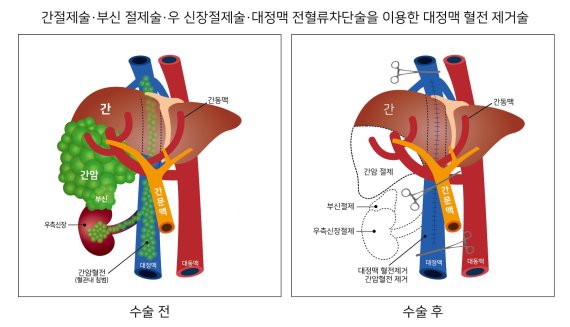 간절제술·부신 절제술·우 신장절제술·대정맥 전혈류차단술을 이용한 대정맥 혈전 제거술
간
간동맥
간암
부신
우측신장
간문맥
간암혈전
(혈관내 침범)
대정맥
대동맥
수술 전
간
간동맥
간암 절제
부신절제
우측신장절제
간문맥
대정맥 혈전제거
간암혈전 제거
대정맥
대동맥
수술 후